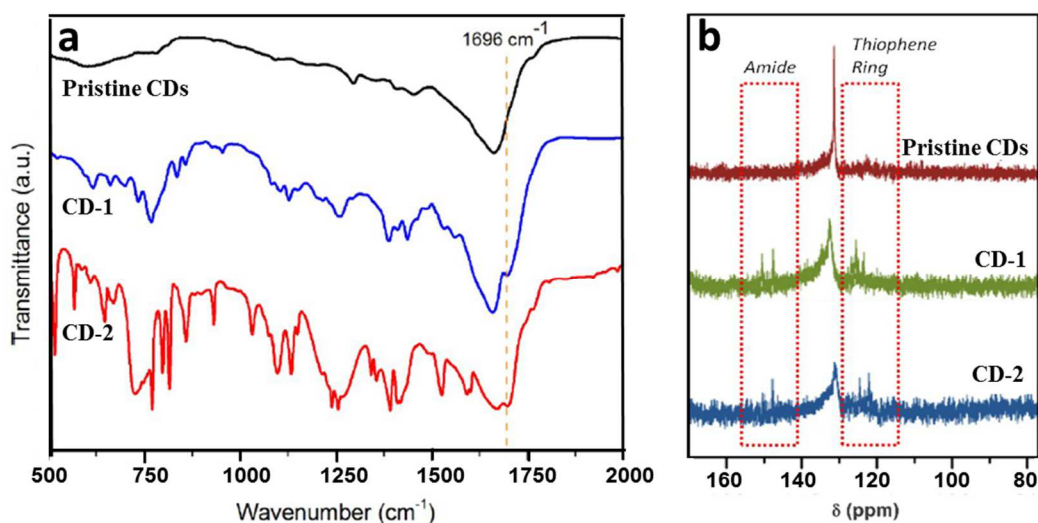 a
1696 cm⁻¹
Pristine CDs
CD-1
CD-2
Transmittance (a.u.)
500 750 1000 1250 1500 1750 2000
Wavenumber (cm⁻¹)
b
Amide
Thiophene
Ring
Pristine CDs
CD-1
CD-2
160 140 120 100 80
δ (ppm)